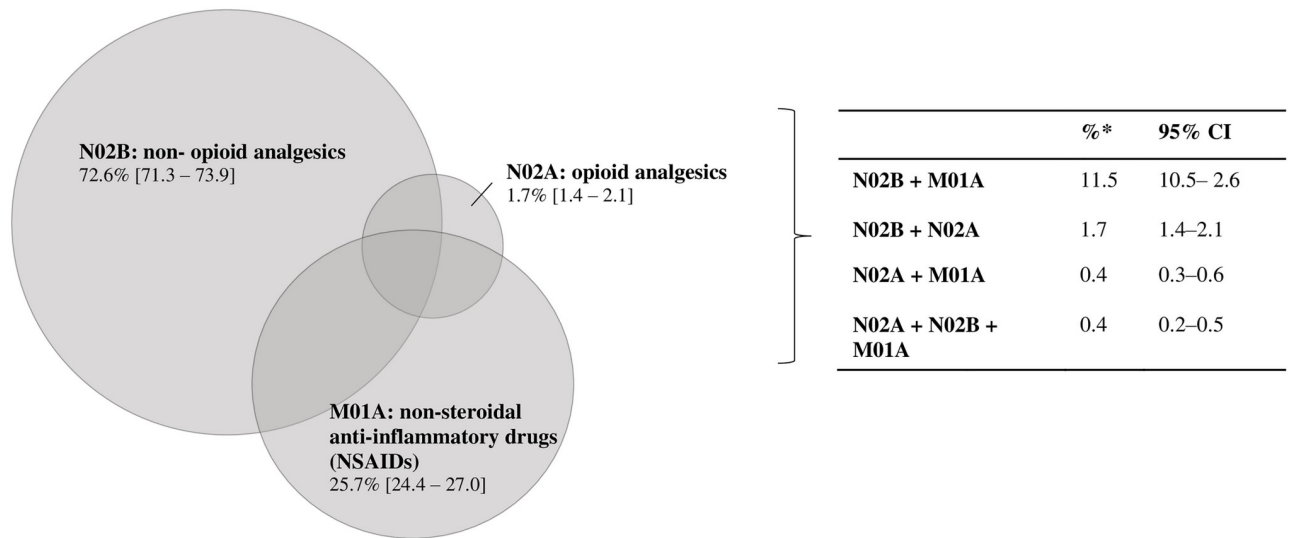 N02B: non- opioid analgesics
72.6% [71.3 – 73.9]
N02A: opioid analgesics
1.7% [1.4 – 2.1]
M01A: non-steroidal
anti-inflammatory drugs
(NSAIDs)
25.7% [24.4 – 27.0]
%* 95% CI
N02B + M01A 11.5 10.5– 2.6
N02B + N02A 1.7 1.4–2.1
N02A + M01A 0.4 0.3–0.6
N02A + N02B + 0.4 0.2–0.5
M01A